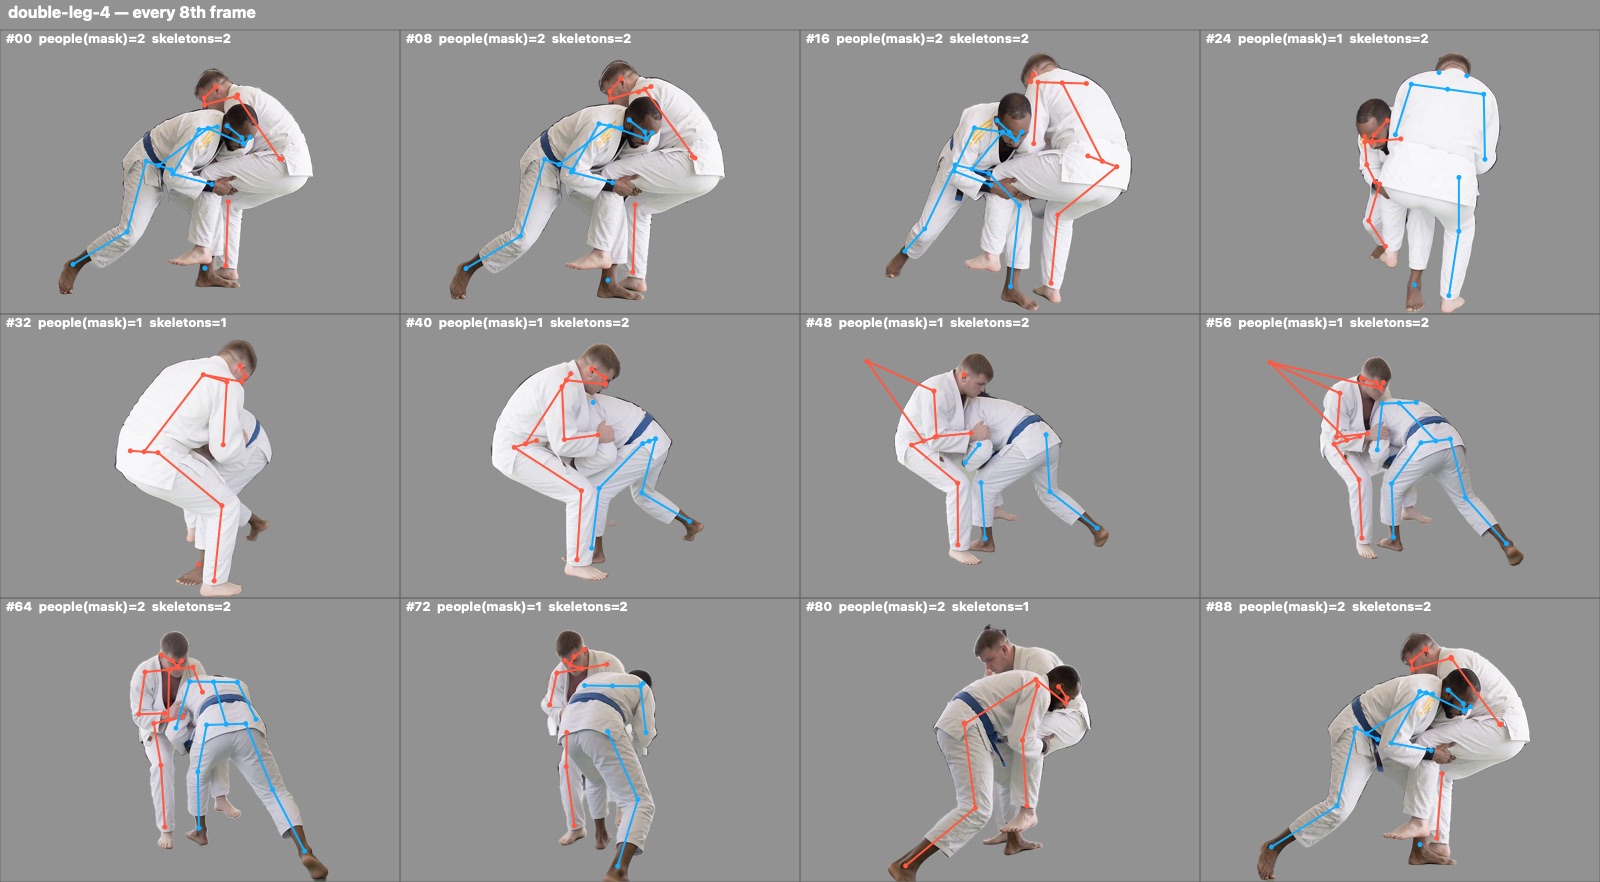 double-leg-4 — every 8th frame
#00 people(mask)=2 skeletons=2
#08 people(mask)=2 skeletons=2
#16 people(mask)=2 skeletons=2
#24 people(mask)=1 skeletons=2
#32 people(mask)=1 skeletons=1
#40 people(mask)=1 skeletons=2
#48 people(mask)=1 skeletons=2
#56 people(mask)=1 skeletons=2
#64 people(mask)=2 skeletons=2
#72 people(mask)=1 skeletons=2
#80 people(mask)=2 skeletons=1
#88 people(mask)=2 skeletons=2